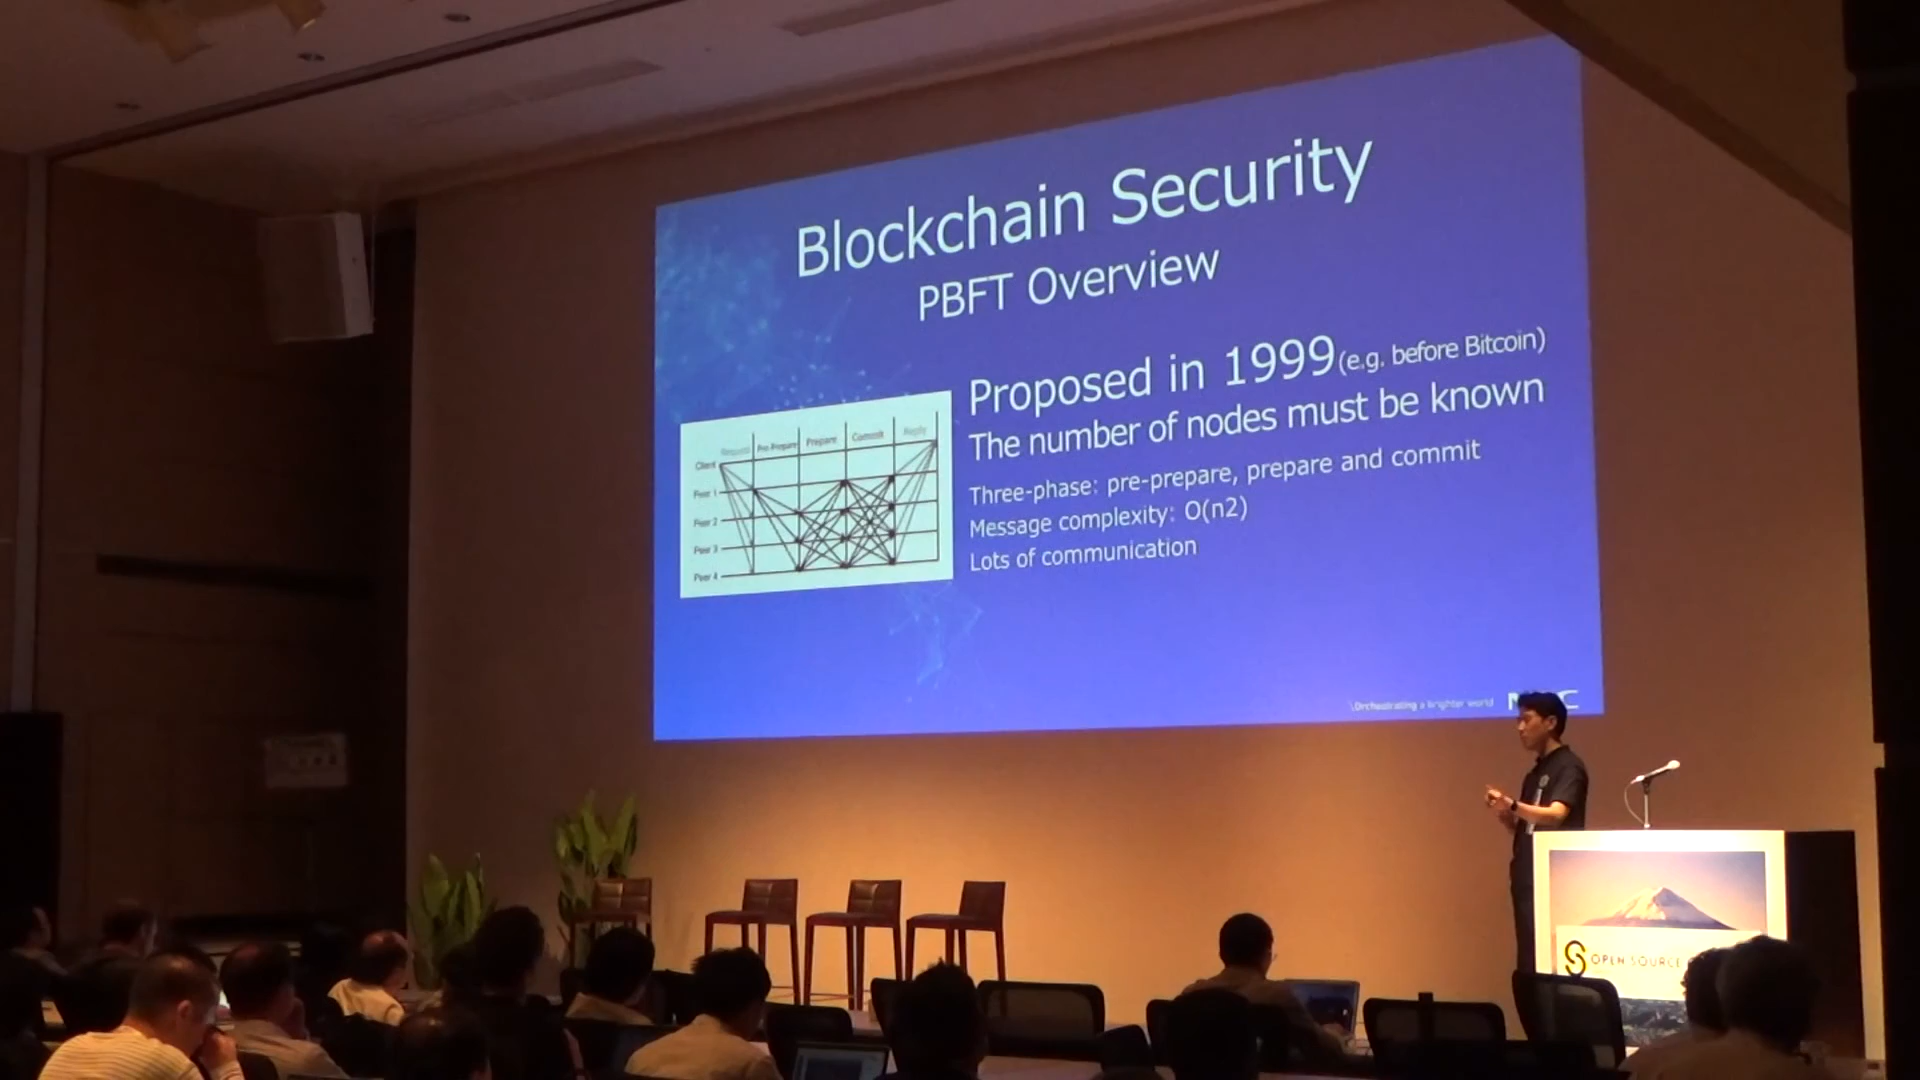 Blockchain Security
PBFT Overview
Proposed in 1999(e.g. before Bitcoin)
The number of nodes must be known
Three-phase: pre-prepare, prepare and commit
Message complexity: O(n2)
Lots of communication
Request Pre-Prepare Prepare Commit Reply
Client
Peer 1
Peer 2
Peer 3
Peer 4
\Orchestrating a brighter world
OPEN SOURCE